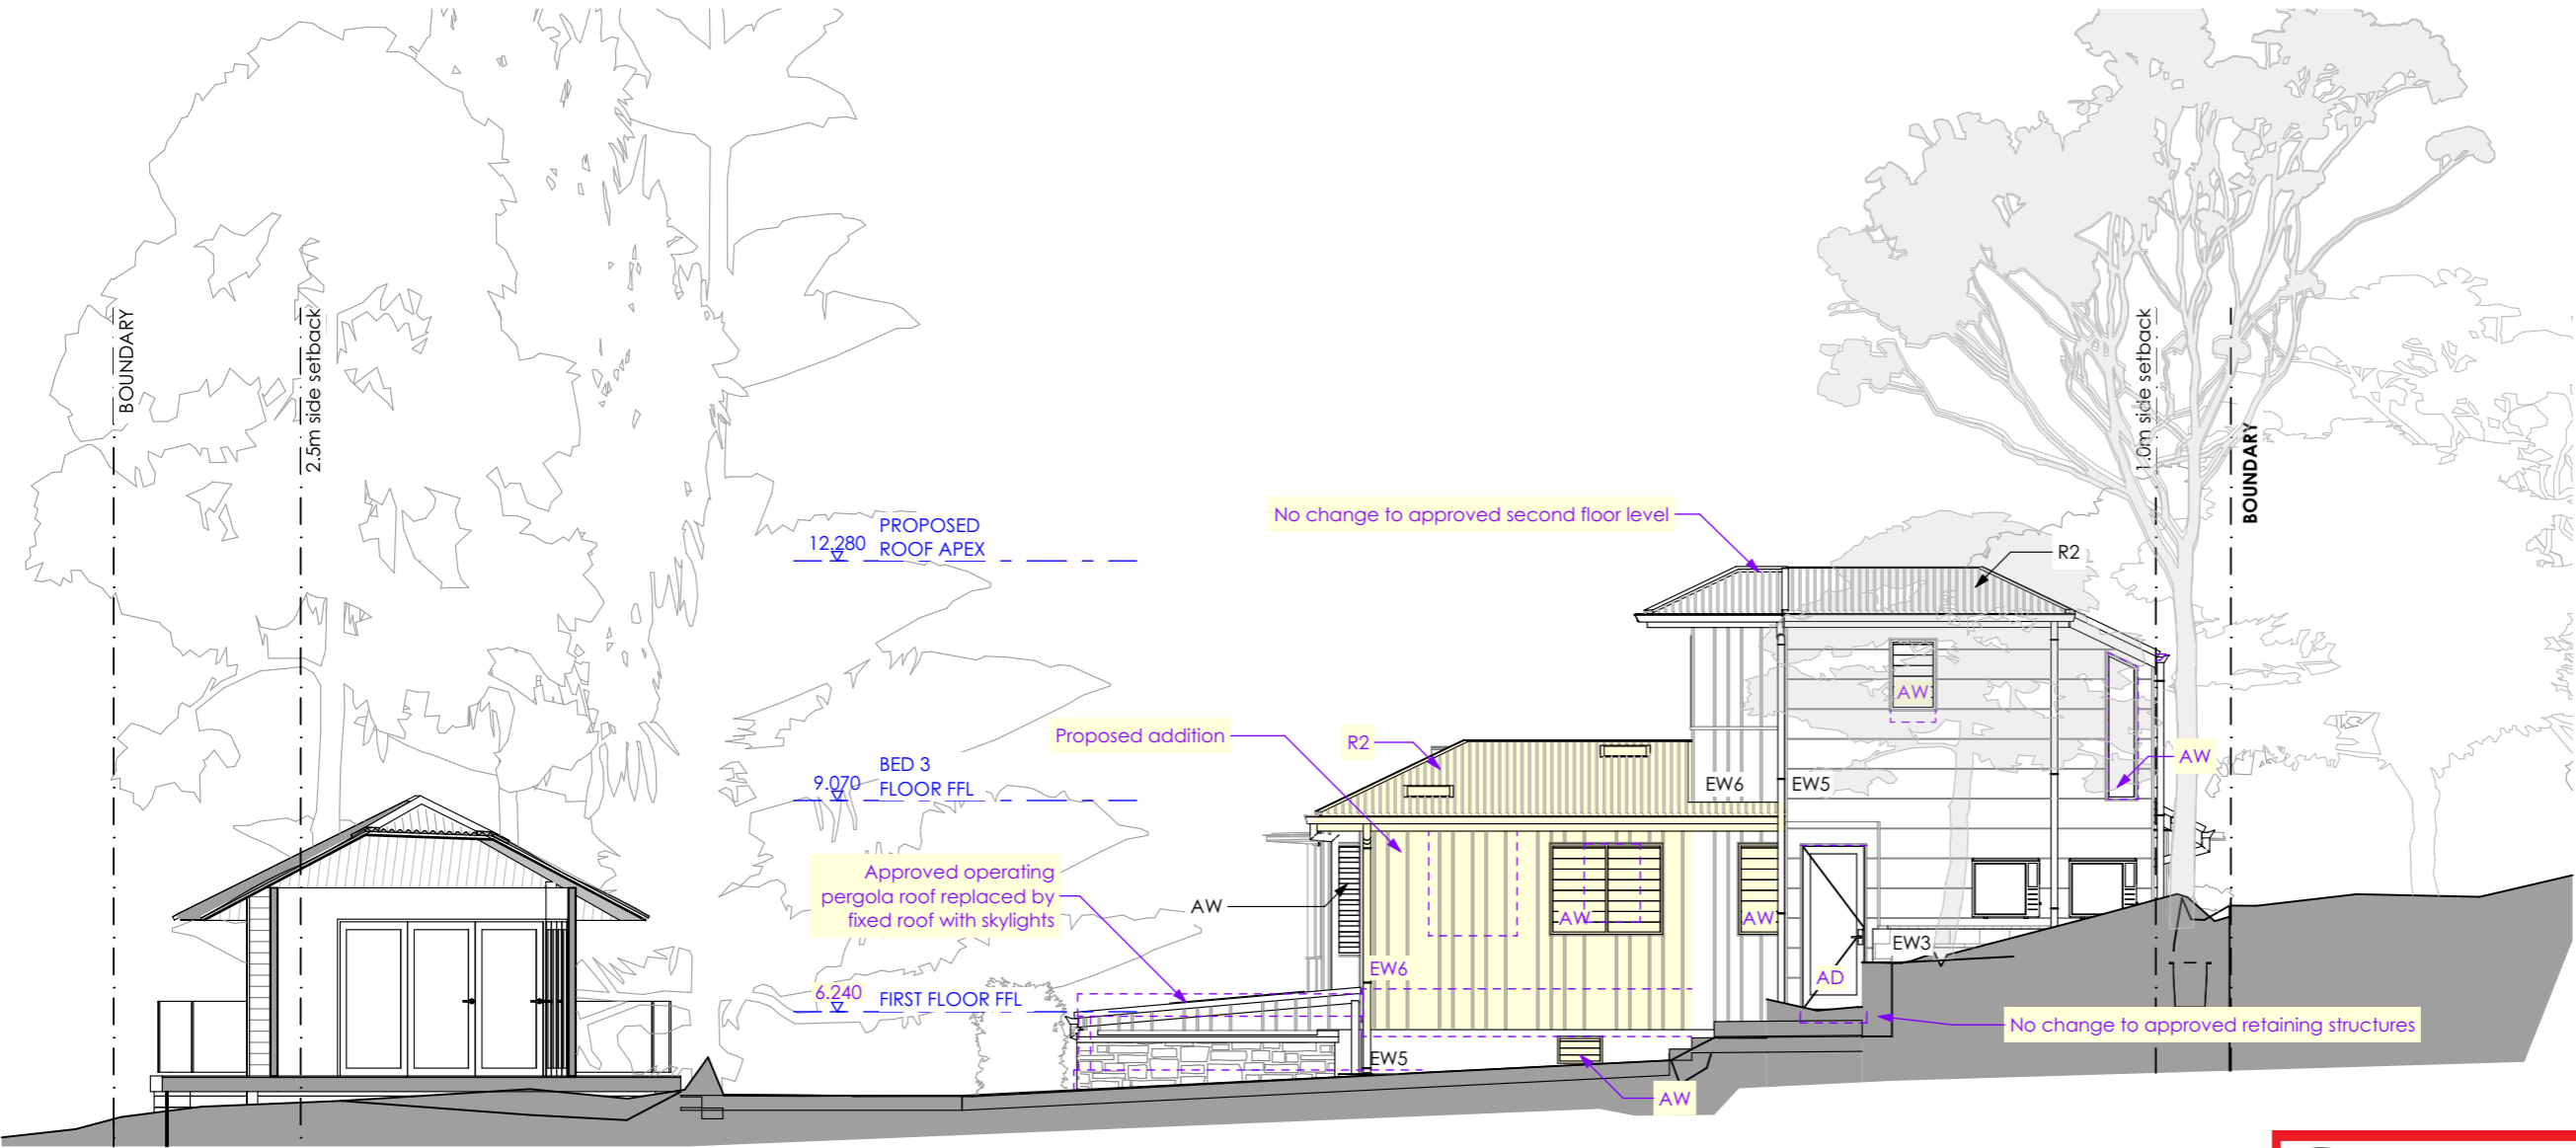 BOUNDARY
2.5m side setback
1.0m side setback
BOUNDARY
PROPOSED
12.280 ROOF APEX
No change to approved second floor level
R2
AW
Proposed addition
R2
AW
BED 3
9.070 FLOOR FFL
EW6
EW5
Approved operating
pergola roof replaced by
fixed roof with skylights
AW
AW
AW
EW3
EW6
AD
6.240 FIRST FLOOR FFL
No change to approved retaining structures
EW5
AW